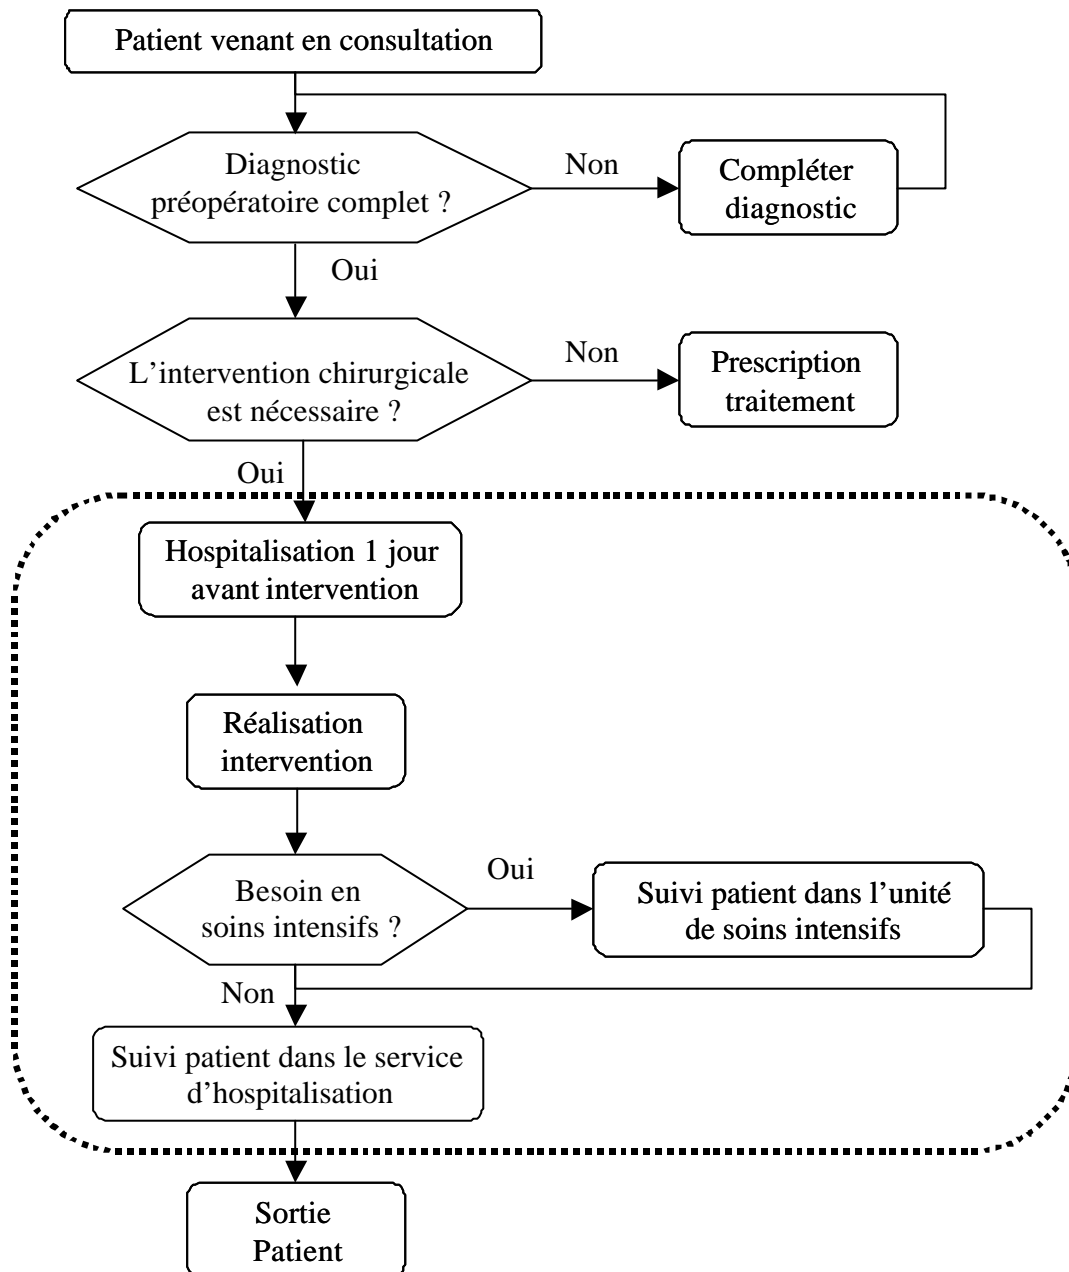 Patient venant en consultation
Diagnostic
préopératoire complet ?
Non
Compléter
diagnostic
Oui
L’intervention chirurgicale
est nécessaire ?
Non
Prescription
traitement
Oui
Hospitalisation 1 jour
avant intervention
Réalisation
intervention
Besoin en
soins intensifs ?
Oui
Suivi patient dans l’unité
de soins intensifs
Non
Suivi patient dans le service
d’hospitalisation
Sortie
Patient